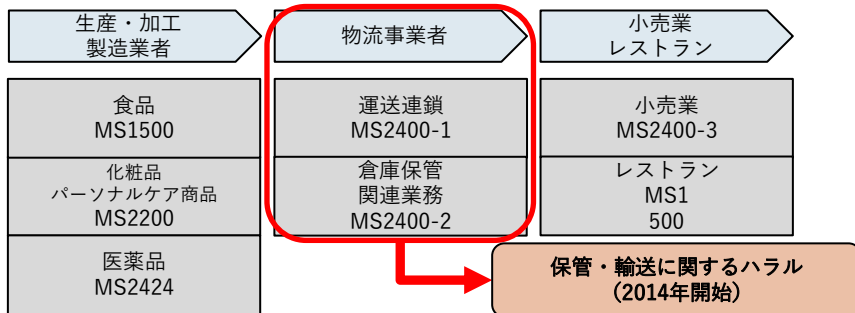 生産・加工
製造業者
物流事業者
小売業
レストラン
食品
MS1500
運送連鎖
MS2400-1
小売業
MS2400-3
化粧品
パーソナルケア商品
MS2200
倉庫保管
関連業務
MS2400-2
レストラン
MS1
500
医薬品
MS2424
保管・輸送に関するハラル
（2014年開始）